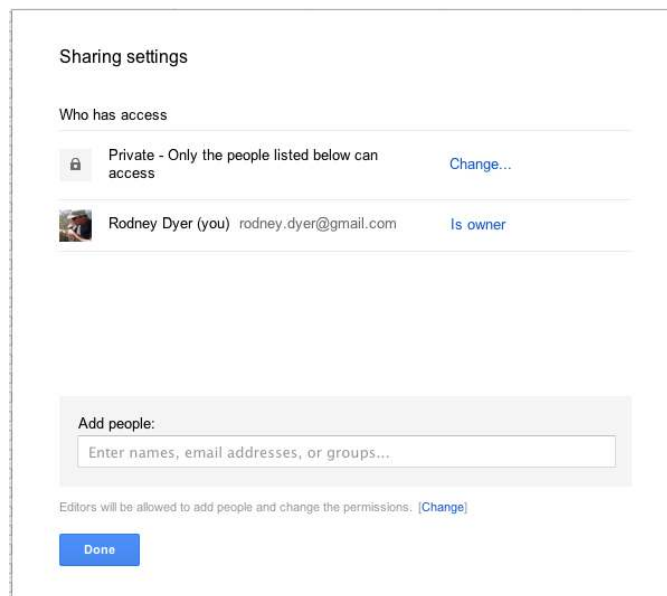 Sharing settings
Who has access
Private - Only the people listed below can
access
Change...
Rodney Dyer (you) rodney.dyer@gmail.com Is owner
Add people:
Enter names, email addresses, or groups...
Editors will be allowed to add people and change the permissions. [Change]
Done